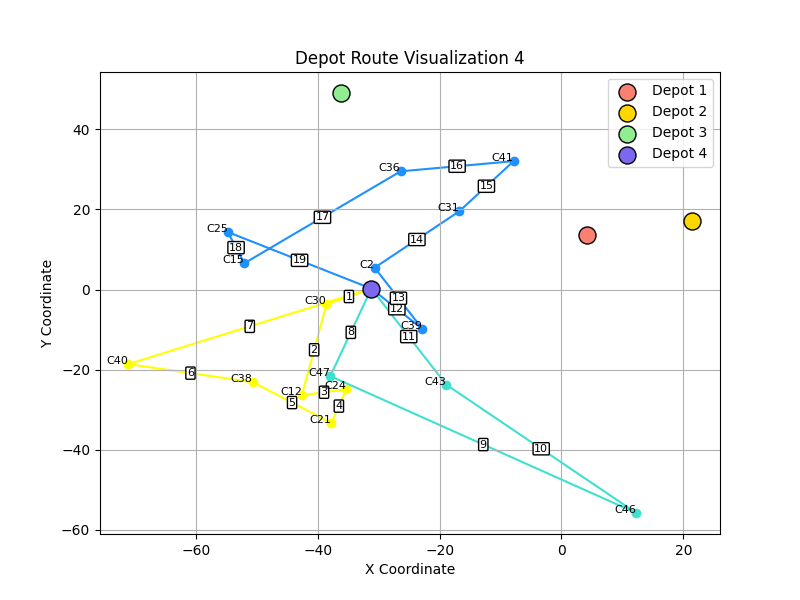 Depot Route Visualization 4
Depot 1
Depot 2
Depot 3
Depot 4
Y Coordinate
40
20
0
−20
−40
−60
C41
C36
16
15
C31
17
14
C25
18
C15
19
C2
13
12
C39
11
C30
1
7
8
2
C40
6
C38
C47
C43
C12
3
C24
5
4
C21
9
10
C46
−60
−40
−20
0
20
X Coordinate